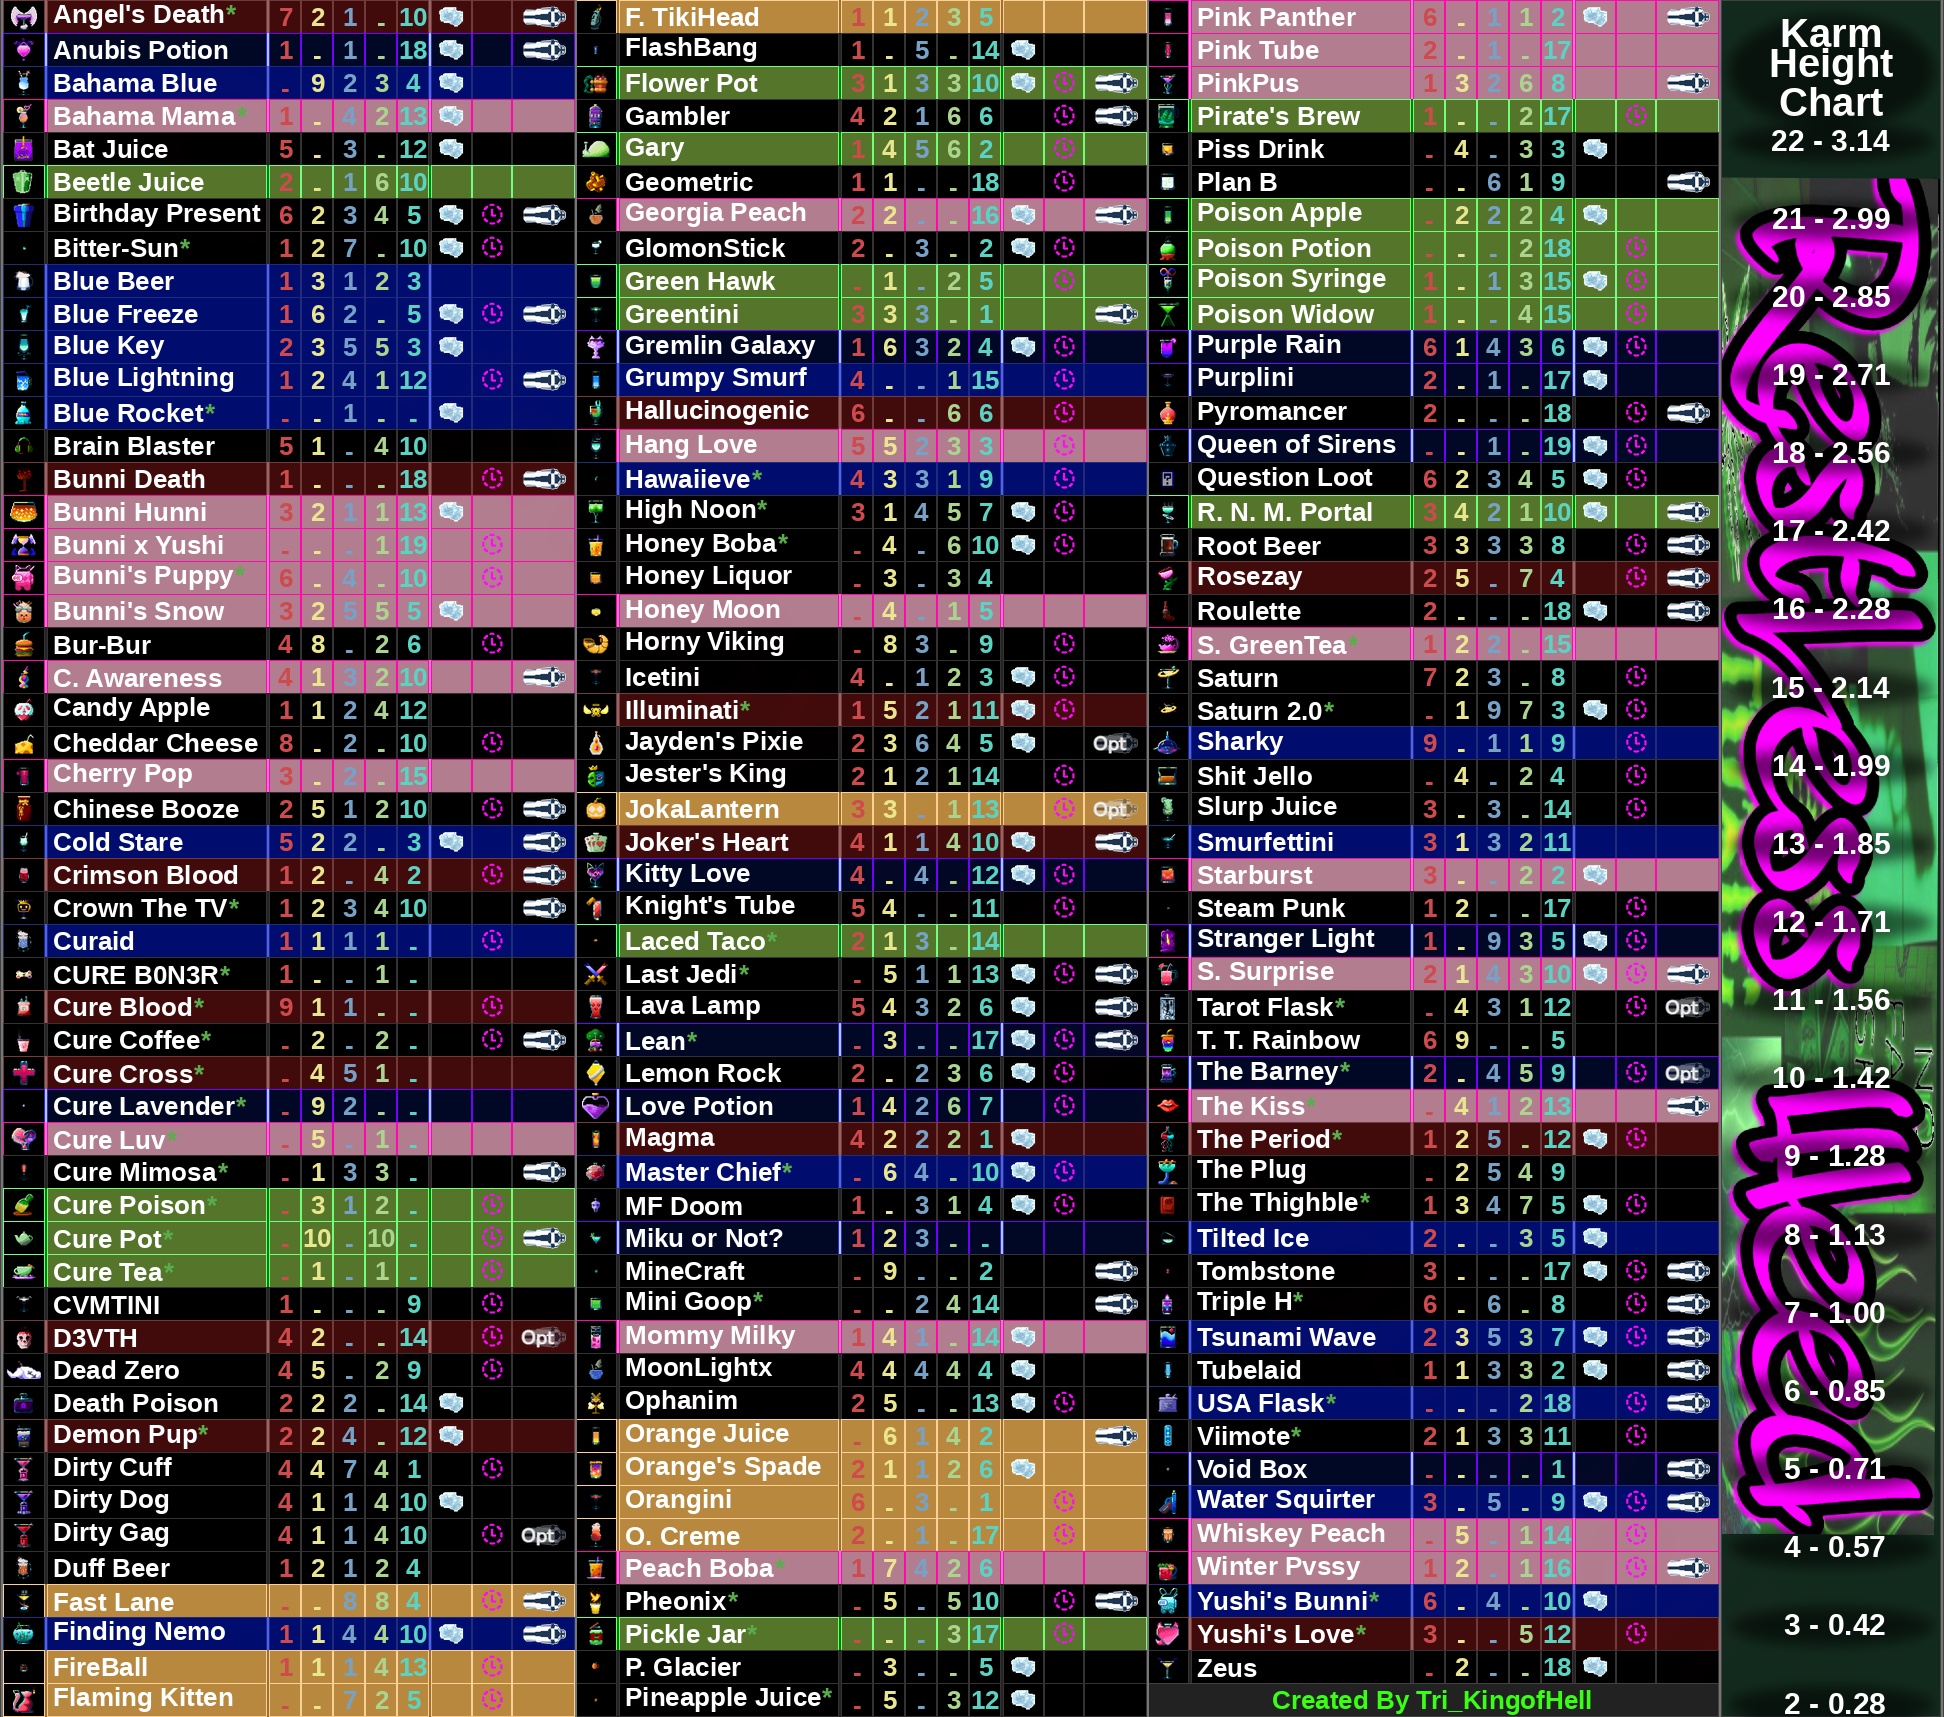 Angel's Death* 7 2 1 - 10
Anubis Potion 1 - 1 - 18
Bahama Blue - 9 2 3 4
Bahama Mama* 1 - 4 2 13
Bat Juice 5 - 3 - 12
Beetle Juice 2 - 1 6 10
Birthday Present 6 2 3 4 5
Bitter-Sun* 1 2 7 - 10
Blue Beer 1 3 1 2 3
Blue Freeze 1 6 2 - 5
Blue Key 2 3 5 5 3
Blue Lightning 1 2 4 1 12
Blue Rocket* - - 1 - -
Brain Blaster 5 1 - 4 10
Bunni Death 1 - - - 18
Bunni Hunni 3 2 1 1 13
Bunni x Yushi - - - 1 19
Bunni's Puppy* 6 - 4 - 10
Bunni's Snow 3 2 5 5 5
Bur-Bur 4 8 - 2 6
C. Awareness 4 1 3 2 10
Candy Apple 1 1 2 4 12
Cheddar Cheese 8 - 2 - 10
Cherry Pop 3 - 2 - 15
Chinese Booze 2 5 1 2 10
Cold Stare 5 2 2 - 3
Crimson Blood 1 2 - 4 2
Crown The TV* 1 2 3 4 10
Curaid 1 1 1 1 -
CURE B0N3R* 1 - - 1 -
Cure Blood* 9 1 1 - -
Cure Coffee* - 2 - 2 -
Cure Cross* - 4 5 1 -
Cure Lavender* - 9 2 - -
Cure Luv* - 5 - 1 -
Cure Mimosa* - 1 3 3 -
Cure Poison* - 3 1 2 -
Cure Pot* - 10 - 10 -
Cure Tea* - 1 - 1 -
CVMTINI 1 - - - 9
D3VTH 4 2 - - 14 Opt
Dead Zero 4 5 - 2 9
Death Poison 2 2 2 - 14
Demon Pup* 2 2 4 - 12
Dirty Cuff 4 4 7 4 1
Dirty Dog 4 1 1 4 10
Dirty Gag 4 1 1 4 10 Opt
Duff Beer 1 2 1 2 4
Fast Lane - - 8 8 4
Finding Nemo 1 1 4 4 10
FireBall 1 1 1 4 13
Flaming Kitten - - 7 2 5
F. TikiHead 1 1 2 3 5
FlashBang 1 - 5 - 14
Flower Pot 3 1 3 3 10
Gambler 4 2 1 6 6
Gary 1 4 5 6 2
Geometric 1 1 - - 18
Georgia Peach 2 2 - - 16
GlomonStick 2 - 3 - 2
Green Hawk - 1 - 2 5
Greentini 3 3 3 - 1
Gremlin Galaxy 1 6 3 2 4
Grumpy Smurf 4 - - 1 15
Hallucinogenic 6 - - 6 6
Hang Love 5 5 2 3 3
Hawaiieve* 4 3 3 1 9
High Noon* 3 1 4 5 7
Honey Boba* - 4 - 6 10
Honey Liquor - 3 - 3 4
Honey Moon - 4 - 1 5
Horny Viking - 8 3 - 9
Icetini 4 - 1 2 3
Illuminati* 1 5 2 1 11
Jayden's Pixie 2 3 6 4 5 Opt
Jester's King 2 1 2 1 14
JokaLantern 3 3 - 1 13 Opt
Joker's Heart 4 1 1 4 10
Kitty Love 4 - 4 - 12
Knight's Tube 5 4 - - 11
Laced Taco* 2 1 3 - 14
Last Jedi* - 5 1 1 13
Lava Lamp 5 4 3 2 6
Lean* - 3 - - 17
Lemon Rock 2 - 2 3 6
Love Potion 1 4 2 6 7
Magma 4 2 2 2 1
Master Chief* - 6 4 - 10
MF Doom 1 - 3 1 4
Miku or Not? 1 2 3 - -
MineCraft - 9 - - 2
Mini Goop* - - 2 4 14
Mommy Milky 1 4 1 - 14
MoonLightx 4 4 4 4 4
Ophanim 2 5 - - 13
Orange Juice - 6 1 4 2
Orange's Spade 2 1 1 2 6
Orangini 6 - 3 - 1
O. Creme 2 - 1 - 17
Peach Boba* 1 7 4 2 6
Pheonix* - 5 - 5 10
Pickle Jar* - - - 3 17
P. Glacier - 3 - - 5
Pineapple Juice* - 5 - 3 12
Pink Panther 6 - 1 1 2
Pink Tube 2 - 1 - 17
PinkPus 1 3 2 6 8
Pirate's Brew 1 - - 2 17
Piss Drink - 4 - 3 3
Plan B - - 6 1 9
Poison Apple - 2 2 2 4
Poison Potion - - - 2 18
Poison Syringe 1 - 1 3 15
Poison Widow 1 - - 4 15
Purple Rain 6 1 4 3 6
Purplini 2 - 1 - 17
Pyromancer 2 - - - 18
Queen of Sirens - - 1 - 19
Question Loot 6 2 3 4 5
R. N. M. Portal 3 4 2 1 10
Root Beer 3 3 3 3 8
Rosezay 2 5 - 7 4
Roulette 2 - - - 18
S. GreenTea* 1 2 2 - 15
Saturn 7 2 3 - 8
Saturn 2.0* - 1 9 7 3
Sharky 9 - 1 1 9
Shit Jello - 4 - 2 4
Slurp Juice 3 - 3 - 14
Smurfettini 3 1 3 2 11
Starburst 3 - - 2 2
Steam Punk 1 2 - - 17
Stranger Light 1 - 9 3 5
S. Surprise 2 1 4 3 10
Tarot Flask* - 4 3 1 12 Opt
T. T. Rainbow 6 9 - - 5
The Barney* 2 - 4 5 9 Opt
The Kiss* - 4 1 2 13
The Period* 1 2 5 - 12
The Plug - 2 5 4 9
The Thighble* 1 3 4 7 5
Tilted Ice 2 - - 3 5
Tombstone 3 - - - 17
Triple H* 6 - 6 - 8
Tsunami Wave 2 3 5 3 7
Tubelaid 1 1 3 3 2
USA Flask* - - - 2 18
Viimote* 2 1 3 3 11
Void Box - - - - 1
Water Squirter 3 - 5 - 9
Whiskey Peach - 5 - 1 14
Winter Pvssy 1 2 - 1 16
Yushi's Bunni* 6 - 4 - 10
Yushi's Love* 3 - - 5 12
Zeus - 2 - - 18
Created By Tri_KingofHell
Karm
Height
Chart
22 - 3.14
21 - 2.99
20 - 2.85
19 - 2.71
18 - 2.56
17 - 2.42
16 - 2.28
15 - 2.14
14 - 1.99
13 - 1.85
12 - 1.71
11 - 1.56
10 - 1.42
9 - 1.28
8 - 1.13
7 - 1.00
6 - 0.85
5 - 0.71
4 - 0.57
3 - 0.42
2 - 0.28